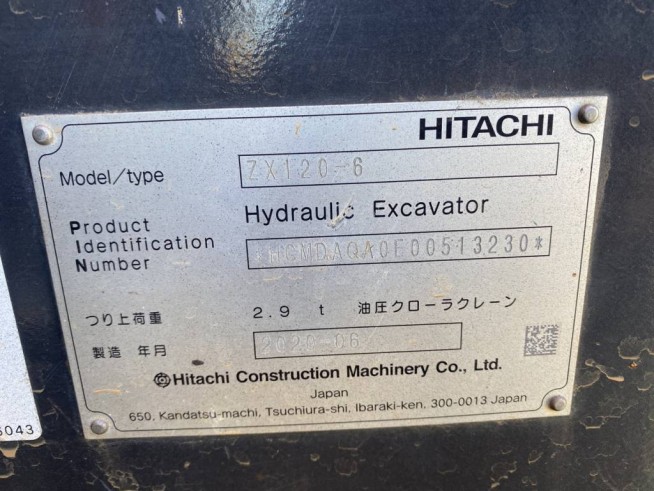 HITACHI
Model/type ZX120-6
Hydraulic Excavator
Product
Identification
Number
つり上荷重 2.9 t 油圧クローラクレーン
製造 年月 2020-06
Hitachi Construction Machinery Co., Ltd.
Japan
650, Kandatsu-machi, Tsuchiura-shi, Ibaraki-ken, 300-0013 Japan